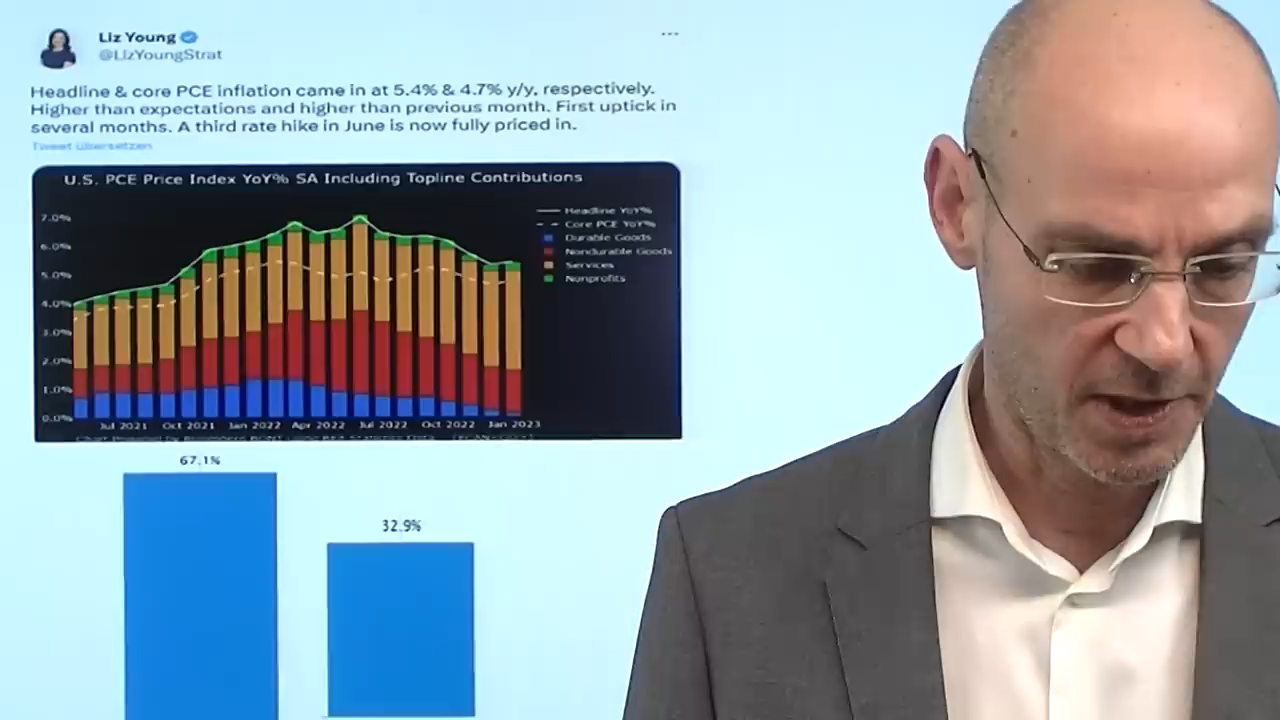 Liz Young
@LizYoungStrat
Headline & core PCE inflation came in at 5.4% & 4.7% y/y, respectively.
Higher than expectations and higher than previous month. First uptick in
several months. A third rate hike in June is now fully priced in.
Tweet übersetzen
U.S. PCE Price Index YoY% SA Including Topline Contributions
7.0%
6.0%
5.0%
4.0%
3.0%
2.0%
1.0%
0.0%
Headline YoY%
Core PCE YoY%
Durable Goods
Nondurable Goods
Services
Nonprofits
Jul 2021 Oct 2021 Jan 2022 Apr 2022 Jul 2022 Oct 2022 Jan 2023
67.1%
32.9%